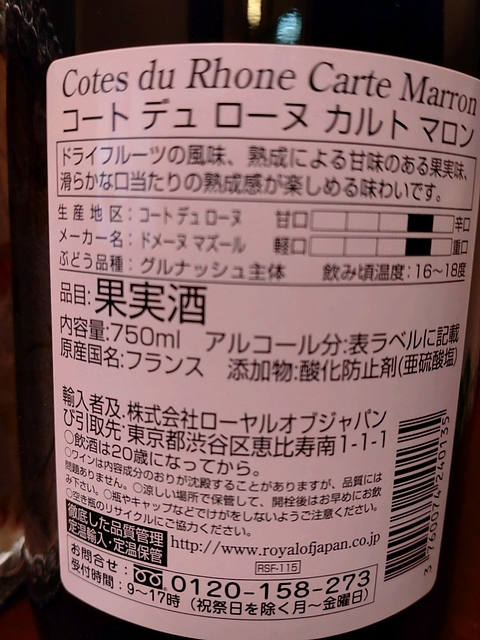 Cotes du Rhone Carte Marron
コート デュ ローヌ カルト マロン
ドライフルーツの風味、熟成による甘味のある果実味、
滑らかな口当たりの熟成感が楽しめる味わいです。
生産地区：コートデュローヌ 甘口 辛口
メーカー名：ドメーヌ マズール 軽口 重口
ぶどう品種：グルナッシュ主体 飲み頃温度：16〜18度
品目:果実酒
内容量:750ml アルコール分:表ラベルに記載
原産国名:フランス 添加物:酸化防止剤(亜硫酸塩)
輸入者及び引取先:株式会社ローヤルオブジャパン
東京都渋谷区恵比寿南1-1-1
○飲酒は20歳になってから。
○ワインは内容成分のおりが沈殿することがありますが、品質には
問題ありません。○涼しい場所で保管して、開栓後はお早めにお飲
み下さい。○瓶やキャップなどでけがをしないようご注意ください。
○空き瓶のリサイクルにご協力ください。
徹底した品質管理
定温輸入・定温保管
http://www.royalofjapan.co.jp
RSF-115
お問合せ：0120-158-273
受付時間：9〜17時（祝祭日を除く月〜金曜日）
3 760074 240735